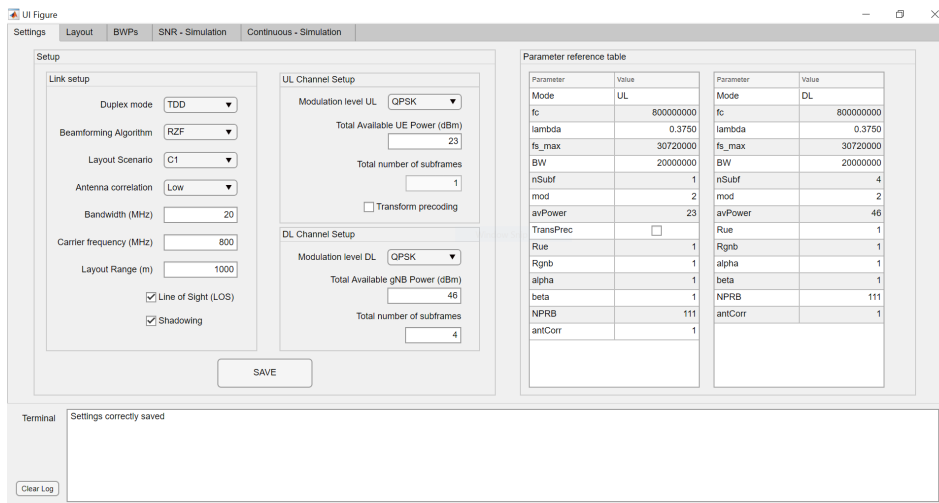 UI Figure
Settings Layout BWPs SNR - Simulation Continuous - Simulation
Setup
Link setup
Duplex mode TDD
Beamforming Algorithm RZF
Layout Scenario C1
Antenna correlation Low
Bandwidth (MHz) 20
Carrier frequency (MHz) 800
Layout Range (m) 1000
Line of Sight (LOS)
Shadowing
UL Channel Setup
Modulation level UL QPSK
Total Available UE Power (dBm)
23
Total number of subframes
1
Transform precoding
DL Channel Setup
Modulation level DL QPSK
Total Available gNB Power (dBm)
46
Total number of subframes
4
SAVE
Parameter reference table
Parameter Value
Mode UL
fc 800000000
lambda 0.3750
fs_max 30720000
BW 20000000
nSubf 1
mod 2
avPower 23
TransPrec
Rue 1
Rgnb 1
alpha 1
beta 1
NPRB 111
antCorr 1
Parameter Value
Mode DL
fc 800000000
lambda 0.3750
fs_max 30720000
BW 20000000
nSubf 4
mod 2
avPower 46
Rue 1
Rgnb 1
alpha 1
beta 1
NPRB 111
antCorr 1
Terminal
Settings correctly saved
Clear Log